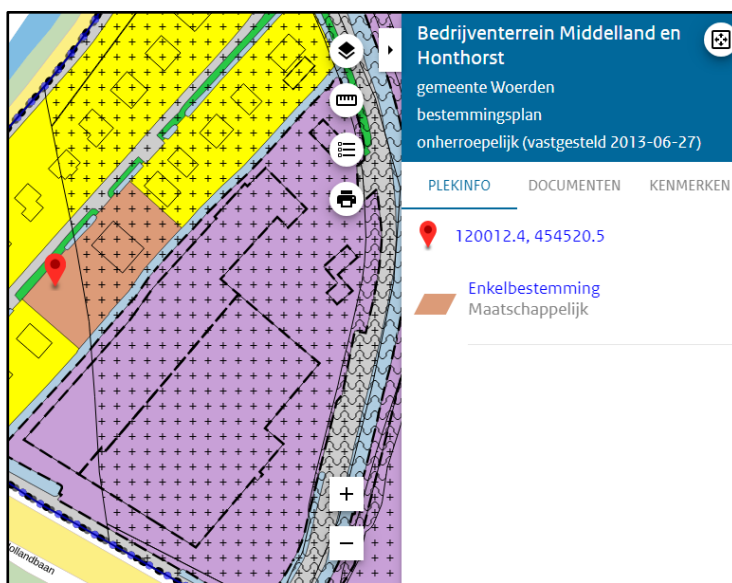 Bedrijventerrein Middelland en
Honthorst
gemeente Woerden
bestemmingsplan
onherroepelijk (vastgesteld 2013-06-27)
PLEKINFO DOCUMENTEN KENMERKEN
120012.4, 454520.5
Enkelbestemming
Maatschappelijk
+
−
ollandbaan